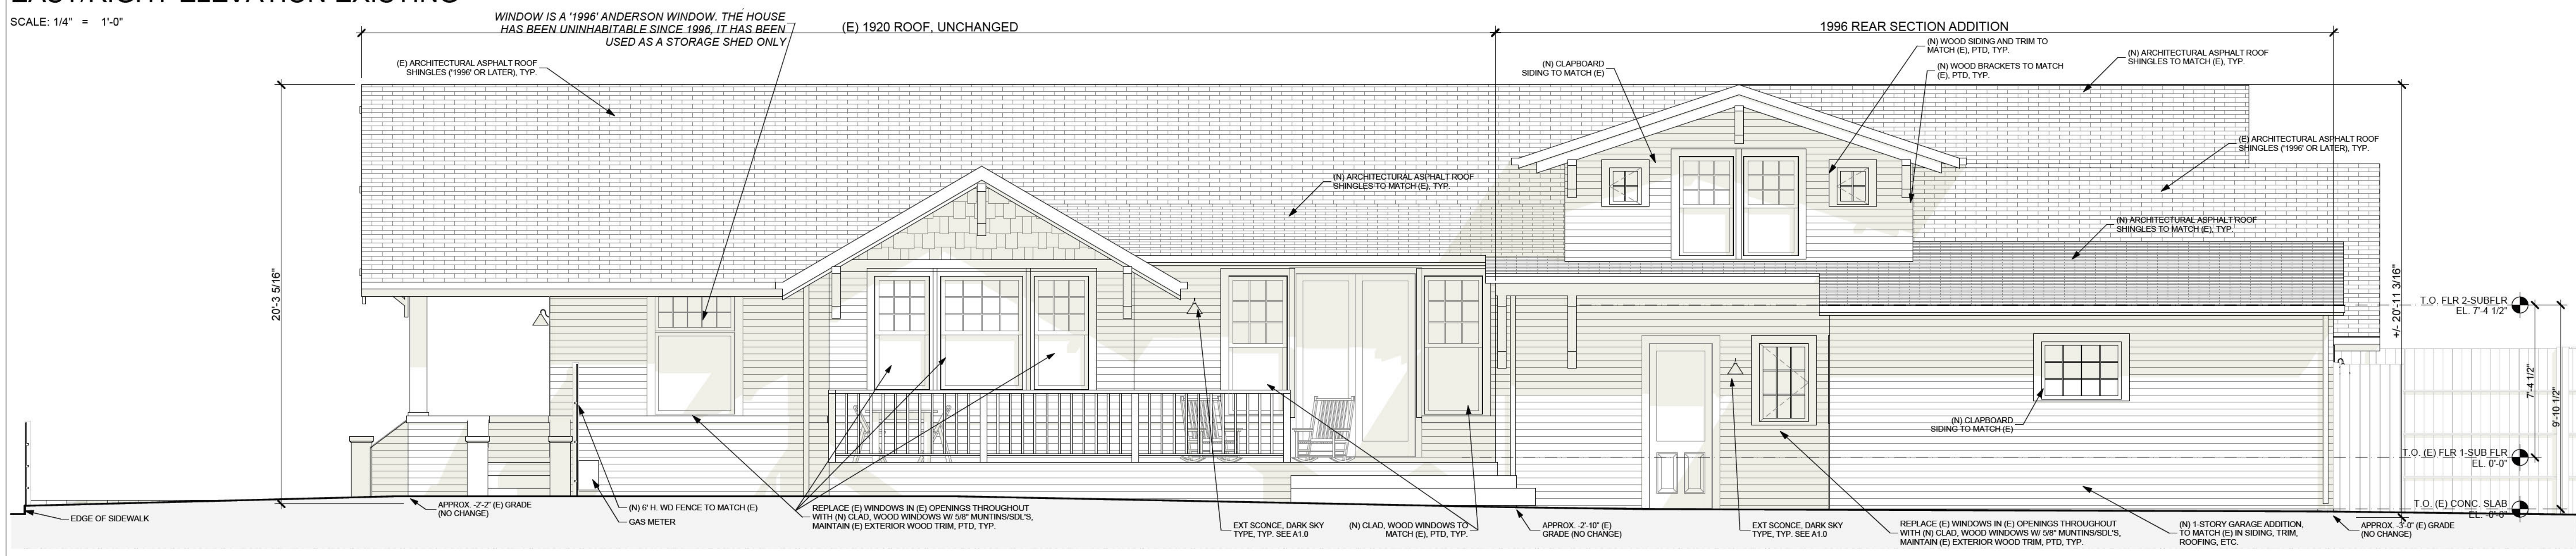 EAST/RIGHT ELEVATION EXISTING
SCALE: 1/4" = 1'-0"
WINDOW IS A '1996' ANDERSON WINDOW. THE HOUSE
HAS BEEN UNINHABITABLE SINCE 1996, IT HAS BEEN
USED AS A STORAGE SHED ONLY
(E) 1920 ROOF, UNCHANGED
1996 REAR SECTION ADDITION
(E) ARCHITECTURAL ASPHALT ROOF
SHINGLES ('1996' OR LATER), TYP.
(N) CLAPBOARD
SIDING TO MATCH (E)
(N) WOOD SIDING AND TRIM TO
MATCH (E), PTD, TYP.
(N) WOOD BRACKETS TO MATCH
(E), PTD, TYP.
(N) ARCHITECTURAL ASPHALT ROOF
SHINGLES TO MATCH (E), TYP.
(E) ARCHITECTURAL ASPHALT ROOF
SHINGLES ('1996' OR LATER), TYP.
(N) ARCHITECTURAL ASPHALT ROOF
SHINGLES TO MATCH (E), TYP.
(N) ARCHITECTURAL ASPHALT ROOF
SHINGLES TO MATCH (E), TYP.
20'-3 5/16"
+/- 20'-11 3/16"
T.O. FLR 2-SUBFLR
EL. 7'-4 1/2"
7'-4 1/2"
9'-10 1/2"
(N) CLAPBOARD
SIDING TO MATCH (E)
T.O. (E) FLR 1-SUB FLR
EL. 0'-0"
T.O. (E) CONC. SLAB
EDGE OF SIDEWALK
APPROX. -2'-2" (E) GRADE
(NO CHANGE)
(N) 6' H. WD FENCE TO MATCH (E)
GAS METER
REPLACE (E) WINDOWS IN (E) OPENINGS THROUGHOUT
WITH (N) CLAD, WOOD WINDOWS W/ 5/8" MUNTINS/SDL'S,
MAINTAIN (E) EXTERIOR WOOD TRIM, PTD, TYP.
EXT SCONCE, DARK SKY
TYPE, TYP. SEE A1.0
(N) CLAD, WOOD WINDOWS TO
MATCH (E), PTD, TYP.
APPROX. -2'-10" (E)
GRADE (NO CHANGE)
EXT SCONCE, DARK SKY
TYPE, TYP. SEE A1.0
REPLACE (E) WINDOWS IN (E) OPENINGS THROUGHOUT
WITH (N) CLAD, WOOD WINDOWS W/ 5/8" MUNTINS/SDL'S,
MAINTAIN (E) EXTERIOR WOOD TRIM, PTD, TYP.
(N) 1-STORY GARAGE ADDITION,
TO MATCH (E) IN SIDING, TRIM,
ROOFING, ETC.
APPROX. -3'-0" (E) GRADE
(NO CHANGE)